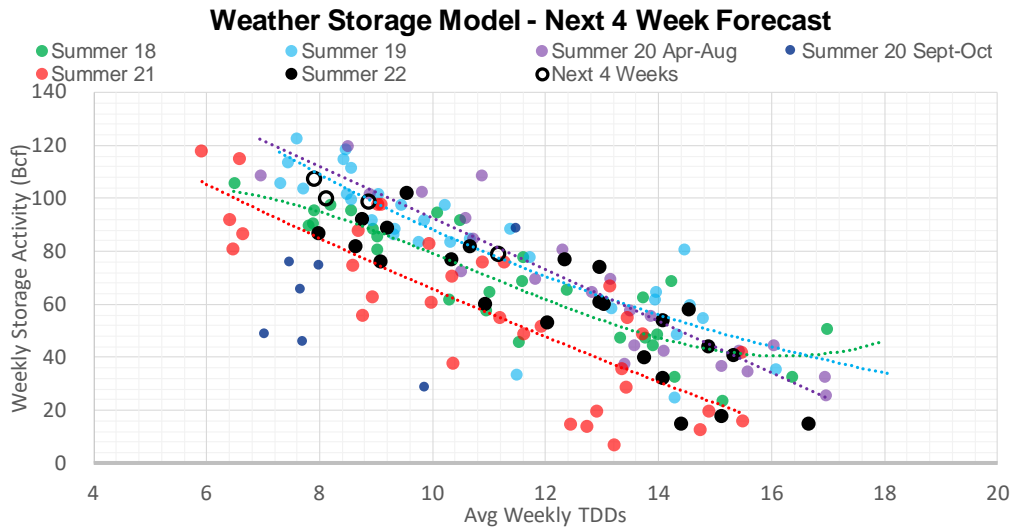 Weather Storage Model - Next 4 Week Forecast
Summer 18 Summer 19 Summer 20 Apr-Aug Summer 20 Sept-Oct
Summer 21 Summer 22 Next 4 Weeks
Weekly Storage Activity (Bcf)
140
120
100
80
60
40
20
0
4 6 8 10 12 14 16 18 20
Avg Weekly TDDs